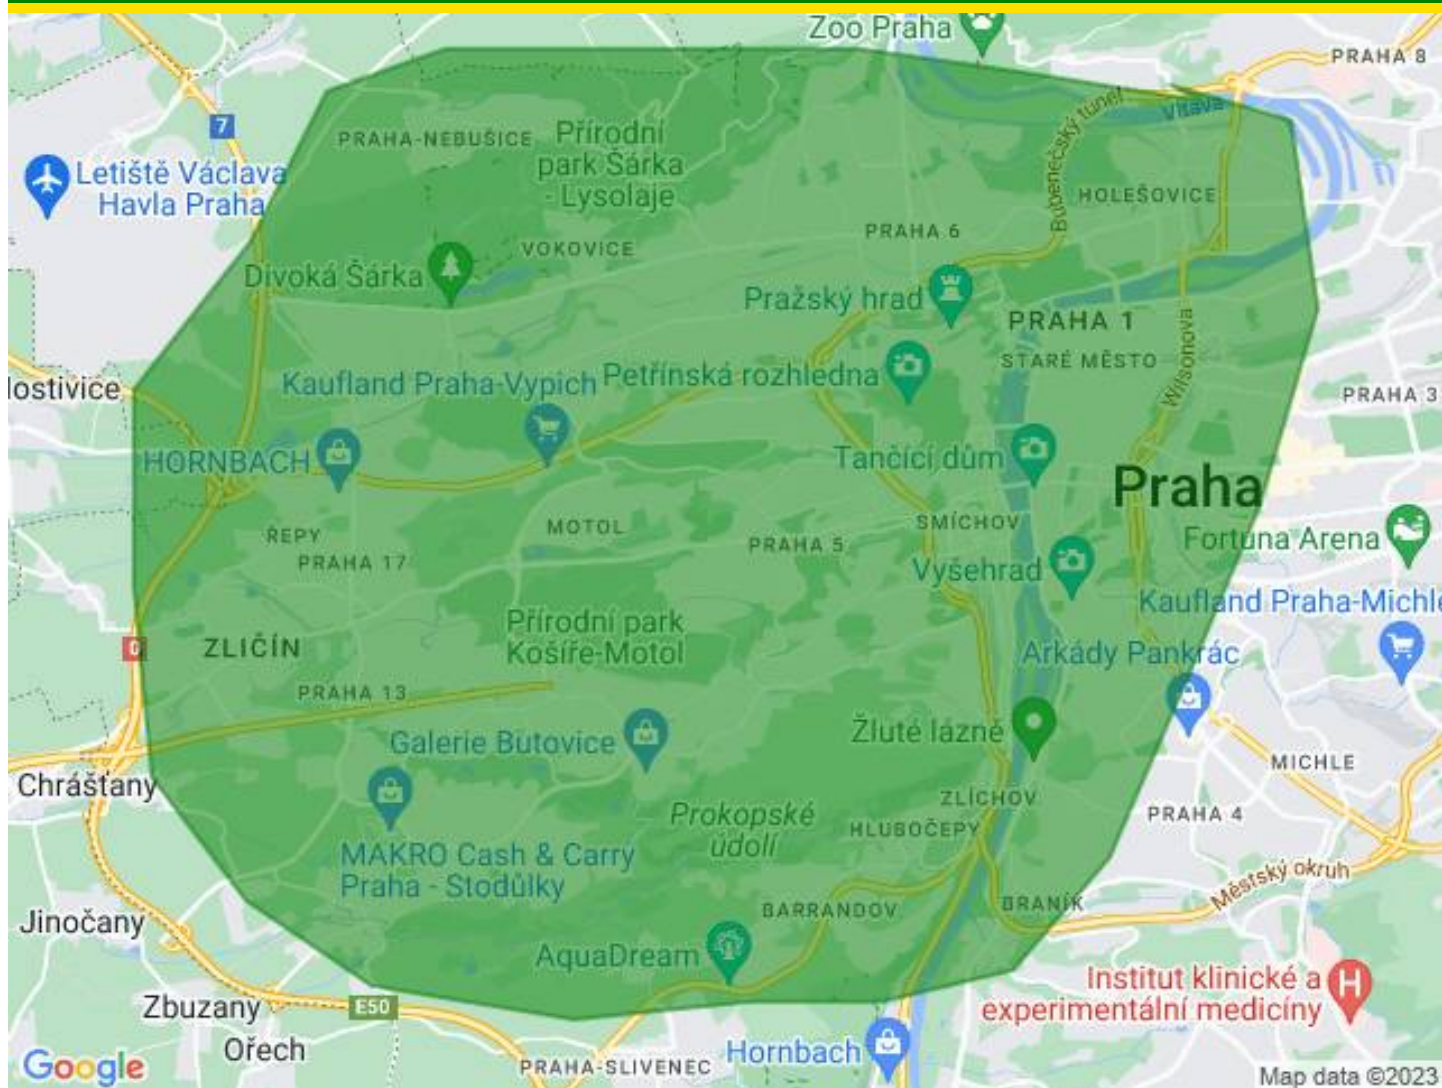 Zoo Praha
PRAHA 8
7
PRAHA-NEBUŠICE
Přírodní
park Šárka
- Lysolaje
Bubenečský tunel
Vltava
Letiště Václava
Havla Praha
HOLEŠOVICE
PRAHA 6
VOKOVICE
Divoká Šárka
Pražský hrad
PRAHA 1
STARÉ MĚSTO
Wilsonova
Kaufland Praha-Vypich
Petřínská rozhledna
lostivice
PRAHA 3
HORNBACH
Tančící dům
Praha
ŘEPY
MOTOL
SMÍCHOV
PRAHA 5
Fortuna Arena
PRAHA 17
Vyšehrad
Kaufland Praha-Michle
Přírodní park
Košíře-Motol
0
ZLIČÍN
Arkády Pankrác
PRAHA 13
Galerie Butovice
Žluté lázně
MICHLE
Chrášťany
ZLÍCHOV
Prokopské
údolí
HLUBOČEPY
PRAHA 4
MAKRO Cash & Carry
Praha - Stodůlky
Městský okruh
BRANÍK
BARRANDOV
Jinočany
AquaDream
Institut klinické a
experimentální medicíny
H
Zbuzany
E50
Ořech
Hornbach
PRAHA-SLIVENEC
Google
Map data ©2023